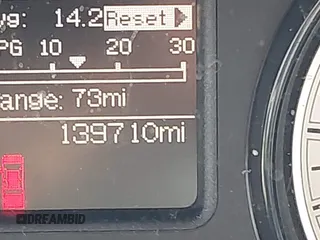 vg: 14.2 Reset ▶
PG 10 20 30
ange: 73mi
139710mi
DREAMBID